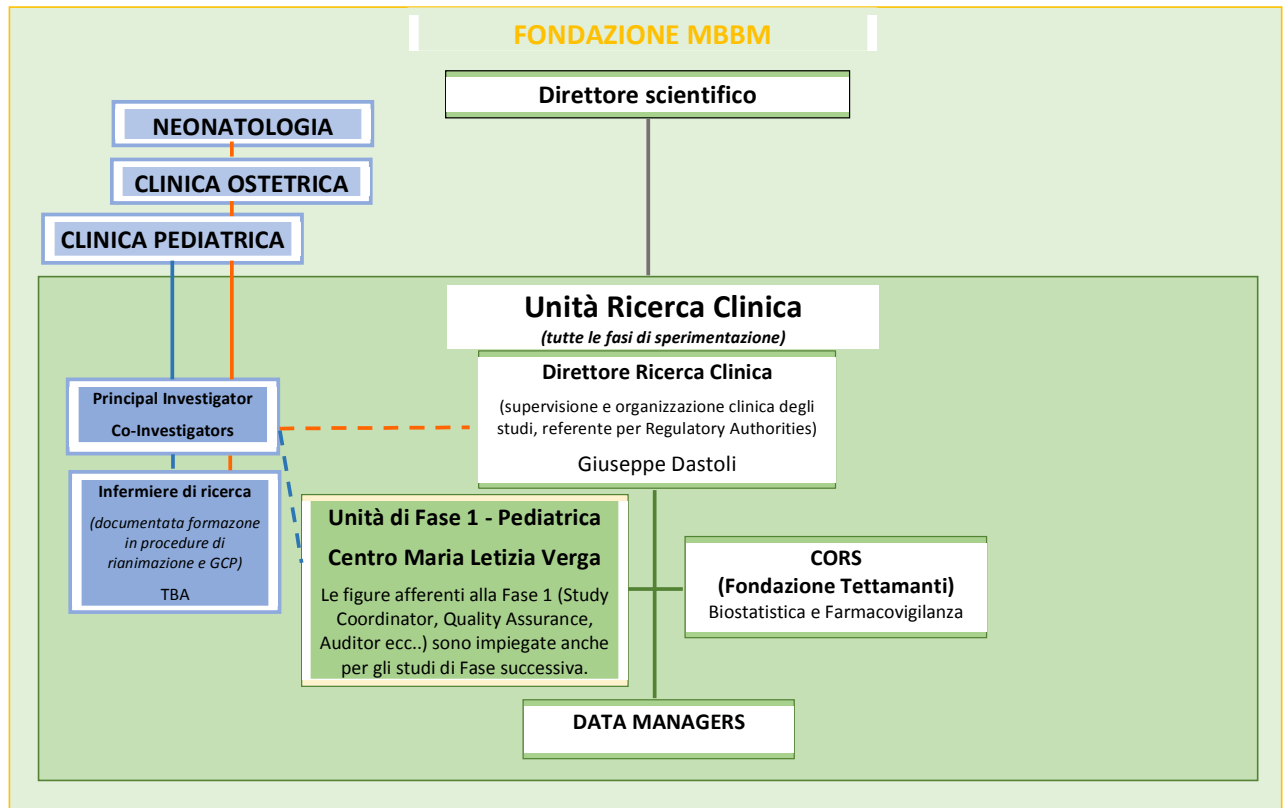 FONDAZIONE MBBM
Direttore scientifico
NEONATOLOGIA
CLINICA OSTETRICA
CLINICA PEDIATRICA
Unità Ricerca Clinica
(tutte le fasi di sperimentazione)
Direttore Ricerca Clinica
(supervisione e organizzazione clinica degli
studi, referente per Regulatory Authorities)
Giuseppe Dastoli
Principal Investigator
Co-Investigators
Infermiere di ricerca
(documentata formazone
in procedure di
rianimazione e GCP)
TBA
Unità di Fase 1 - Pediatrica
Centro Maria Letizia Verga
Le figure afferenti alla Fase 1 (Study
Coordinator, Quality Assurance,
Auditor ecc..) sono impiegate anche
per gli studi di Fase successiva.
CORS
(Fondazione Tettamanti)
Biostatistica e Farmacovigilanza
DATA MANAGERS